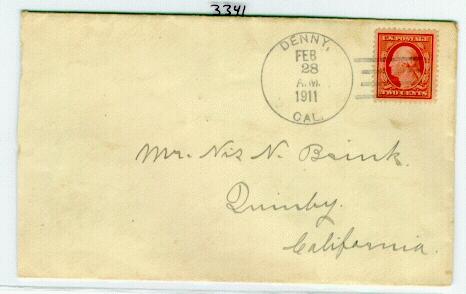 3341
DENNY,
FEB
28
A.M.
1911
CAL.
U.S. POSTAGE
TWO CENTS
Mr. Nis N. Brink.
Quinby.
California.